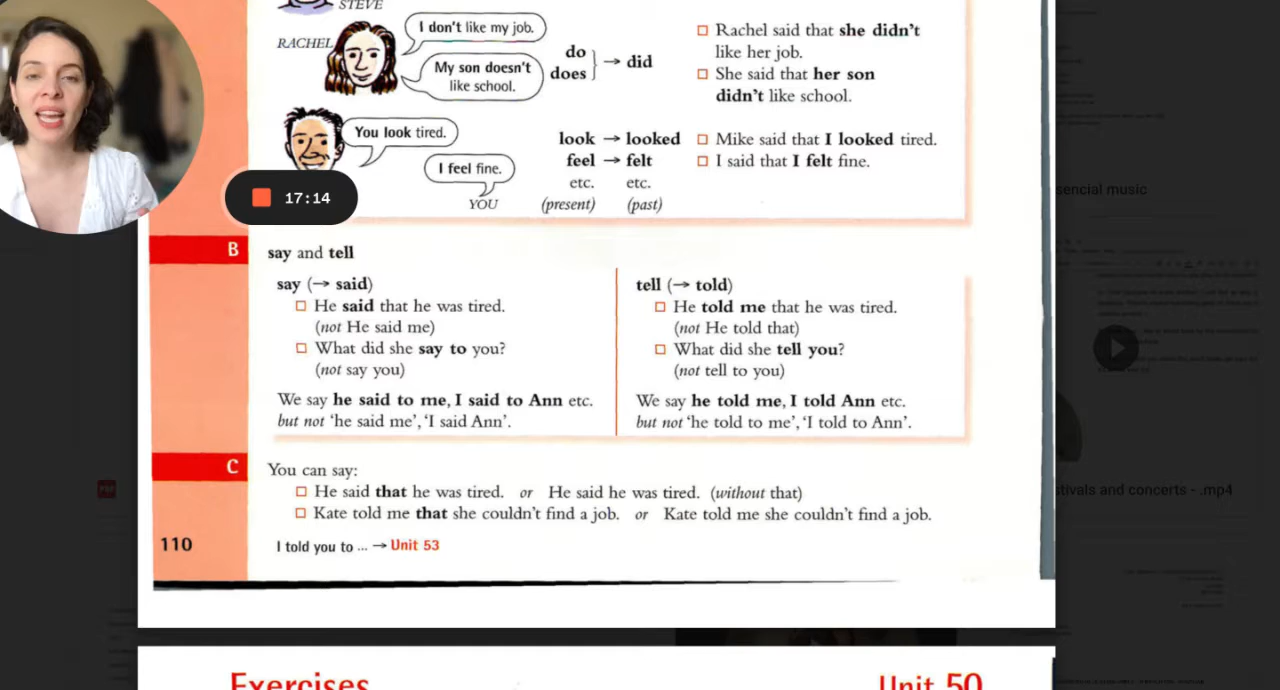 STEVE
RACHEL
I don't like my job.
My son doesn't
like school.
do
does
→ did
Rachel said that she didn't
like her job.
She said that her son
didn't like school.
You look tired.
I feel fine.
YOU
look → looked
feel → felt
etc. etc.
(present) (past)
Mike said that I looked tired.
I said that I felt fine.
17:14
B
say and tell
say (→ said)
He said that he was tired.
(not He said me)
What did she say to you?
(not say you)
We say he said to me, I said to Ann etc.
but not 'he said me', 'I said Ann'.
tell (→ told)
He told me that he was tired.
(not He told that)
What did she tell you?
(not tell to you)
We say he told me, I told Ann etc.
but not 'he told to me', 'I told to Ann'.
C
You can say:
He said that he was tired. or He said he was tired. (without that)
Kate told me that she couldn't find a job. or Kate told me she couldn't find a job.
110
I told you to ... → Unit 53
Exercises
Unit 50
sencial music
stivals and concerts - .mp4
PDF